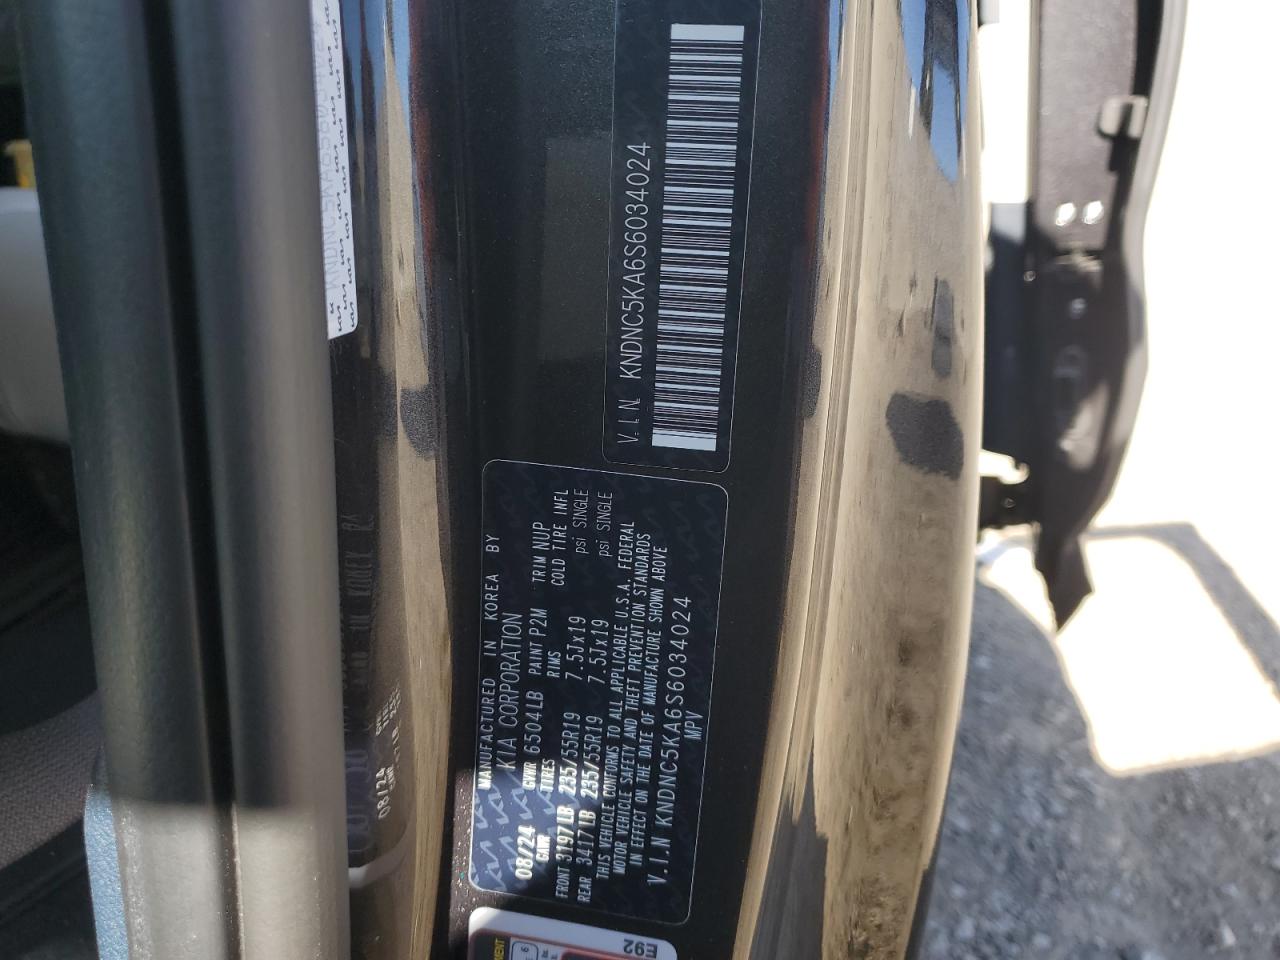 V.I.N. KNDNC5KA6S6034024
MANUFACTURED IN KOREA BY
KIA CORPORATION
08/24 GVWR 6504LB PAINT P2M TRIM NUP
GAWR TIRES RIMS COLD TIRE INFL
FRONT 3197LB 235/55R19 7.5Jx19 psi SINGLE
REAR 3417LB 235/55R19 7.5Jx19 psi SINGLE
THIS VEHICLE CONFORMS TO ALL APPLICABLE U.S.A. FEDERAL
MOTOR VEHICLE SAFETY AND THEFT PREVENTION STANDARDS
IN EFFECT ON THE DATE OF MANUFACTURE SHOWN ABOVE
V.I.N KNDNC5KA6S6034024
MPV
E92
08/24